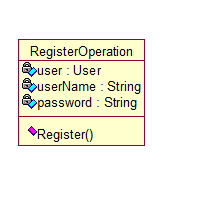 RegisterOperation
user : User
userName : String
password : String
Register()